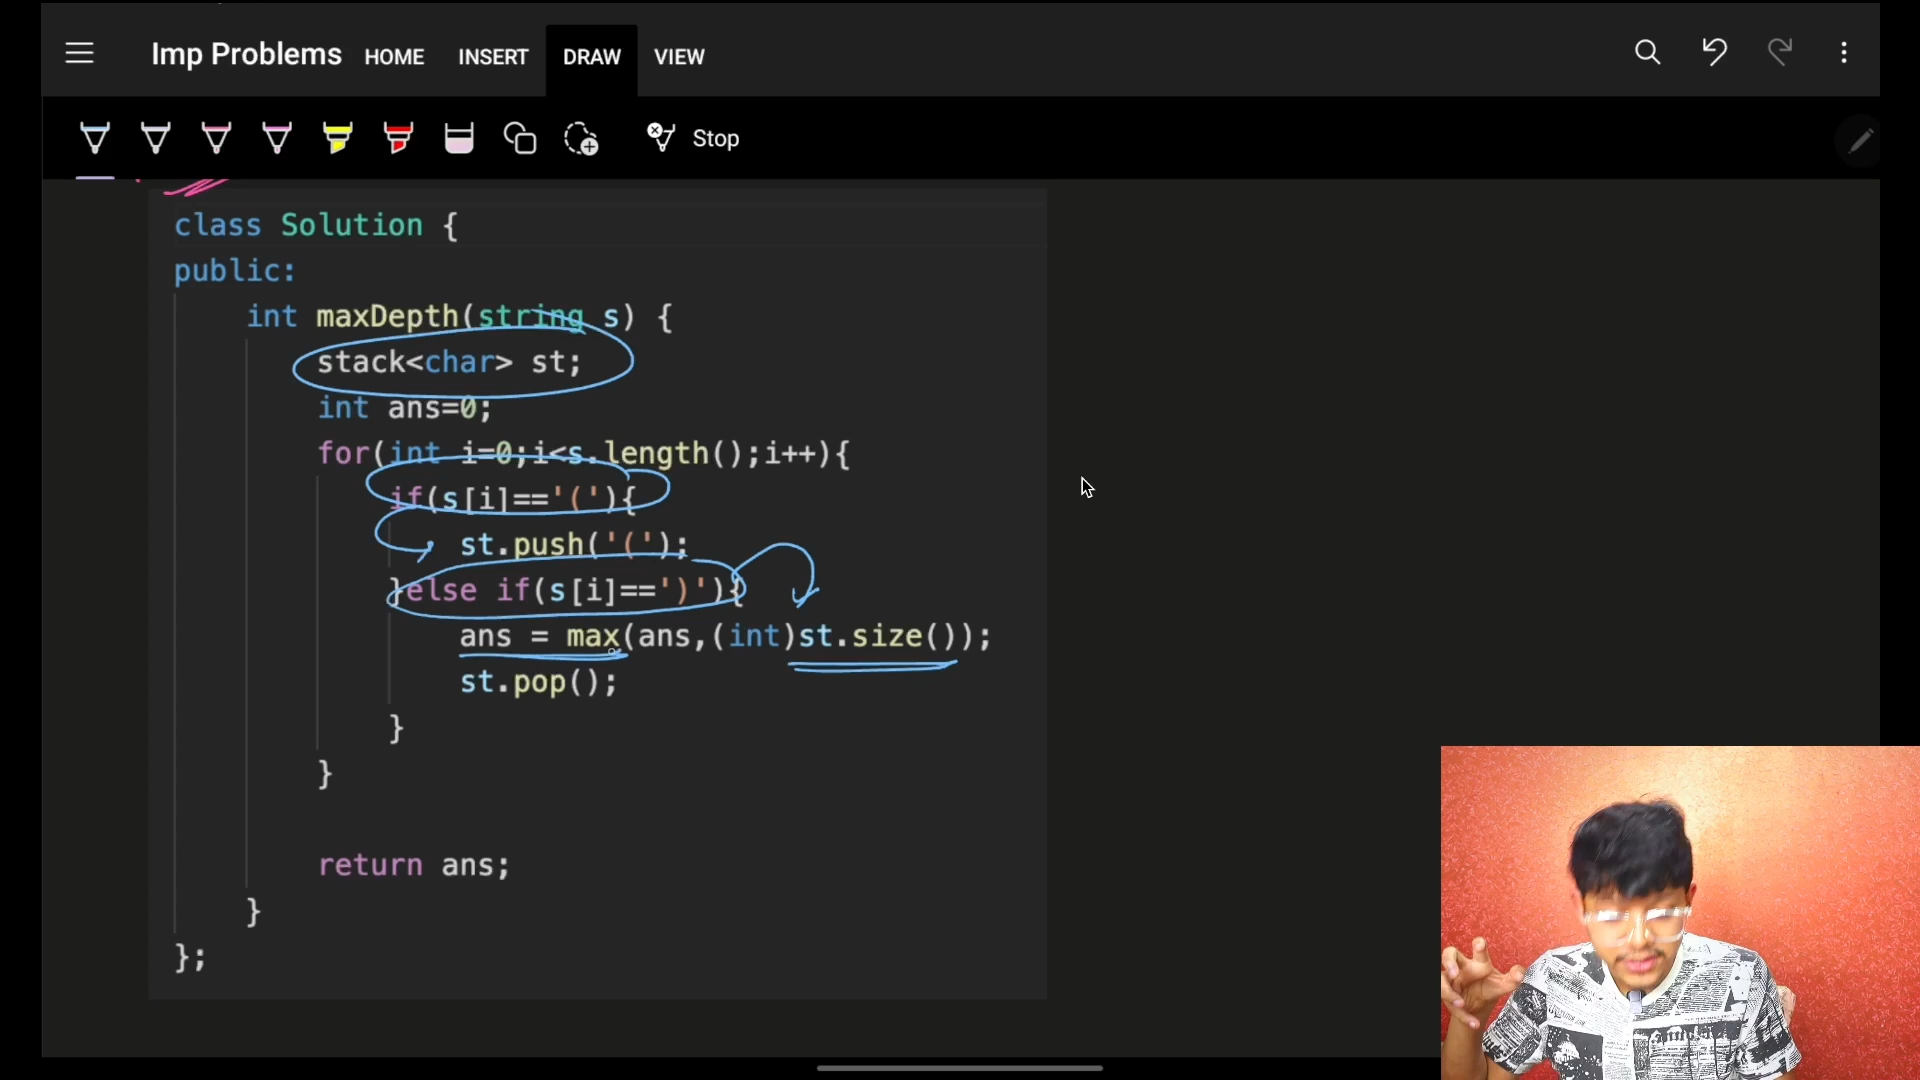 Imp Problems HOME INSERT DRAW VIEW
Stop
class Solution {
public:
int maxDepth(string s) {
stack<char> st;
int ans=0;
for(int i=0;i<s.length();i++){
if(s[i]=='('){
st.push('(');
}else if(s[i]==')'){
ans = max(ans,(int)st.size());
st.pop();
}
}
return ans;
}
};